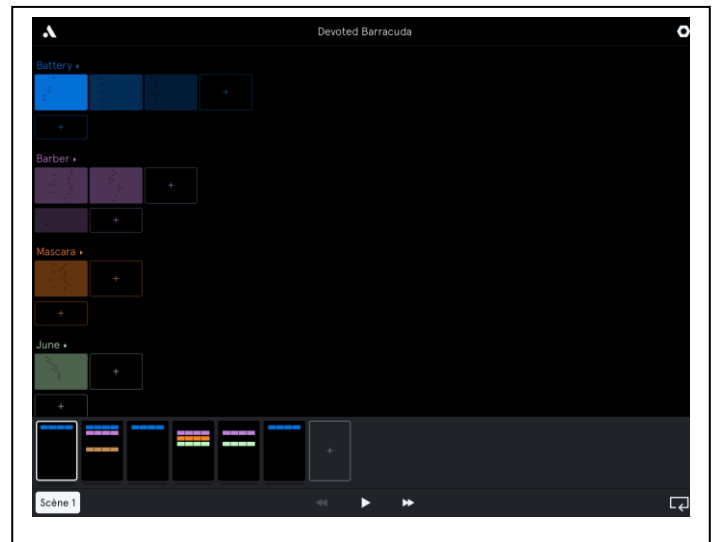 Devoted Barracuda
Battery
+
+
Barber
+
+
Mascara
+
+
June
+
+
+
Scène 1